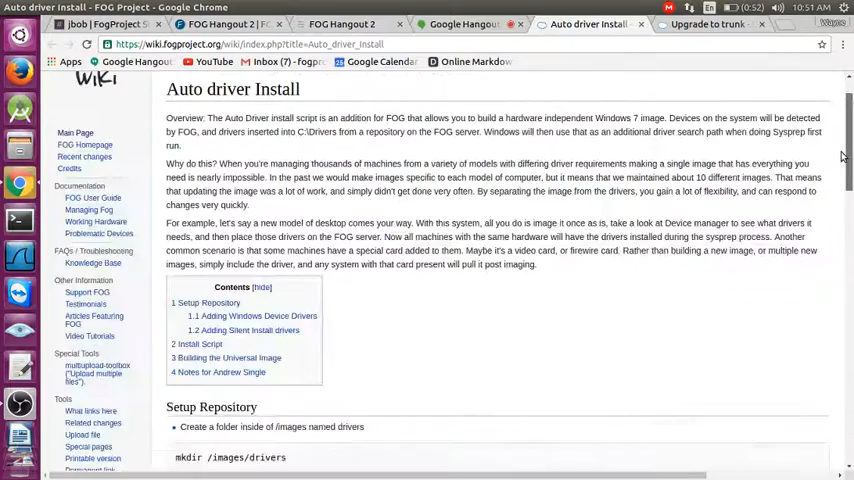 Auto driver Install - FOG Project - Google Chrome
En
(0:52)
10:51 AM
Wayne
jbob | FogProject S
FOG Hangout 2 |
FOG HANGOUT 2
Google Hangout
Auto driver Install -
Upgrade to trunk -
https://wiki.fogproject.org/wiki/index.php?title=Auto_driver_Install
Apps
Google Hangout
YouTube
Inbox (7) - fogpr
Google Calendar
Online Markdow
WIKI
Main Page
FOG Homepage
Recent changes
Credits
Documentation
FOG User Guide
Managing Fog
Working Hardware
Problematic Devices
FAQs / Troubleshooting
Knowledge Base
Other Information
Support FOG
Testimonials
Articles Featuring
FOG
Video Tutorials
Special Tools
multiupload-toolbox
("Upload multiple
files").
Tools
What links here
Related changes
Upload file
Special pages
Printable version
Auto driver Install
Overview: The Auto Driver install script is an addition for FOG that allows you to build a hardware independent Windows 7 image. Devices on the system will be detected
by FOG, and drivers inserted into C:\Drivers from a repository on the FOG server. Windows will then use that as an additional driver search path when doing Sysprep first
run.
Why do this? When you're managing thousands of machines from a variety of models with differing driver requirements making a single image that has everything you
need is nearly impossible. In the past we would make images specific to each model of computer, but it means that we maintained about 10 different images. That means
that updating the image was a lot of work, and simply didn't get done very often. By separating the image from the drivers, you gain a lot of flexibility, and can respond to
changes very quickly.
For example, let's say a new model of desktop comes your way. With this system, all you do is image it once as is, take a look at Device manager to see what drivers it
needs, and then place those drivers on the FOG server. Now all machines with the same hardware will have the drivers installed during the sysprep process. Another
common scenario is that some machines have a special card added to them. Maybe it's a video card, or firewire card. Rather than building a new image, or multiple new
images, simply include the driver, and any system with that card present will pull it post imaging.
Contents [hide]
1 Setup Repository
1.1 Adding Windows Device Drivers
1.2 Adding Silent Install drivers
2 Install Script
3 Building the Universal Image
4 Notes for Andrew Single
Setup Repository
Create a folder inside of /images named drivers
mkdir /images/drivers